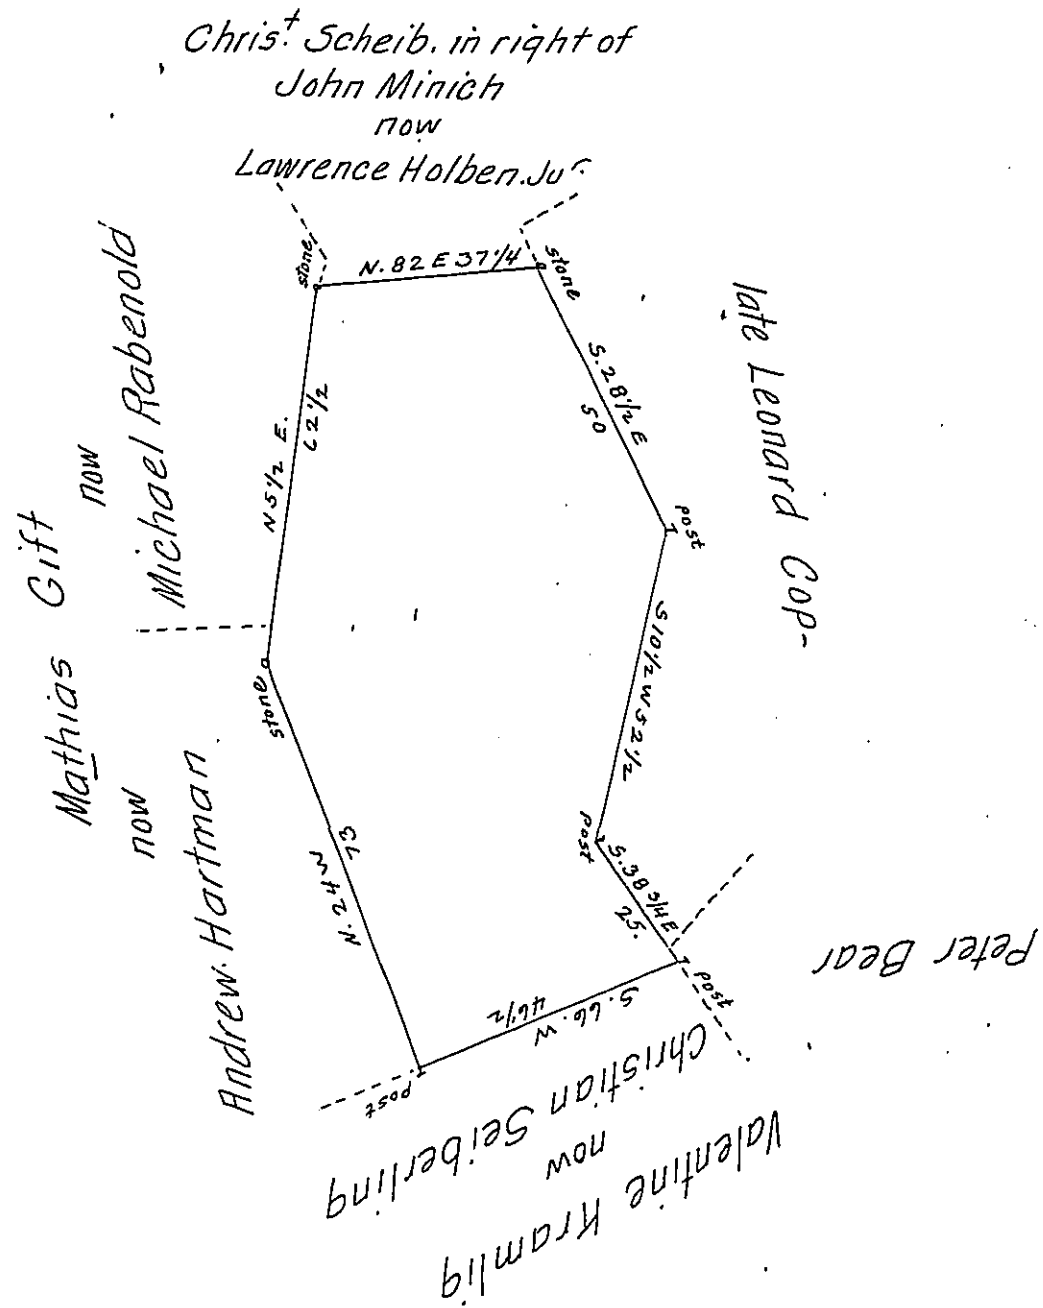 Chris.t Scheib. in right of
John Minich
now
Lawrence Holben. Jur.
stone
N. 82 E 37 1/4
stone
S. 28 1/2 E
50
post
late Leonard Cop-
S 10 1/2 W 52 1/2
post
S. 38 3/4 E
25.
post
Peter Bear
S. 66. W
46 1/2
Christian Seiberling
now
Valentine Kramlig
post
N. 24 W
73
stone
N 5 1/2 E.
62 1/2
Mathias Gift
now
Michael Rabenold
now
Andrew. Hartman